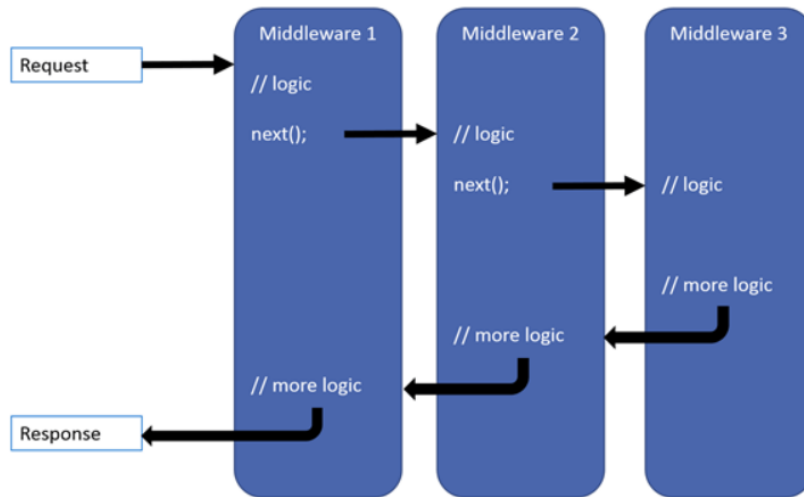 Middleware 1
Middleware 2
Middleware 3
Request
// logic
next();
// logic
next();
// logic
// more logic
// more logic
// more logic
Response